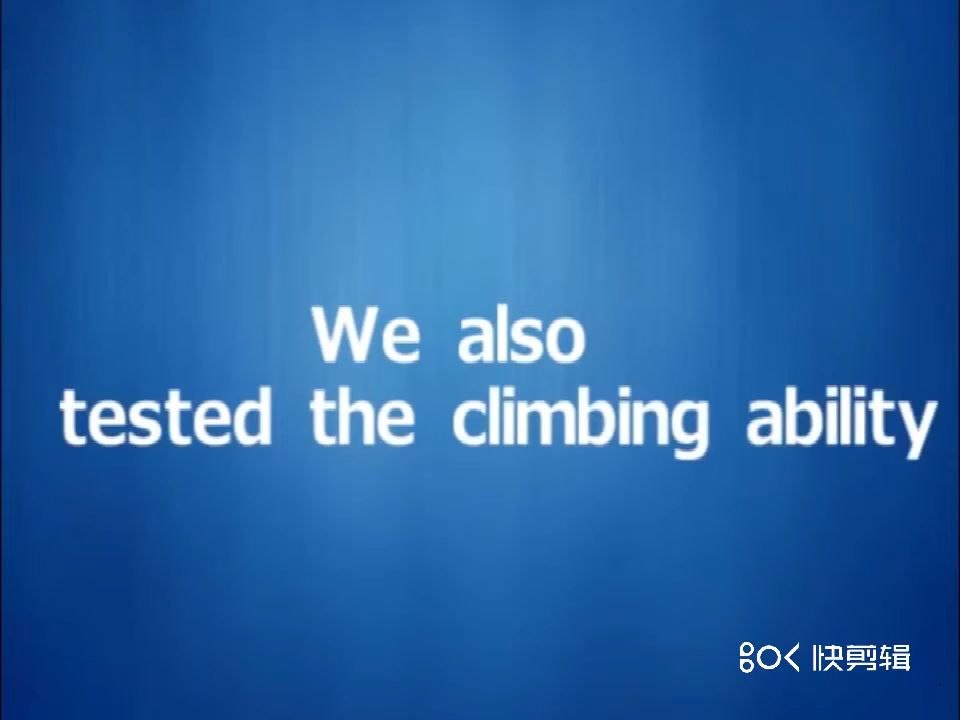 We also
tested the climbing ability
快剪辑